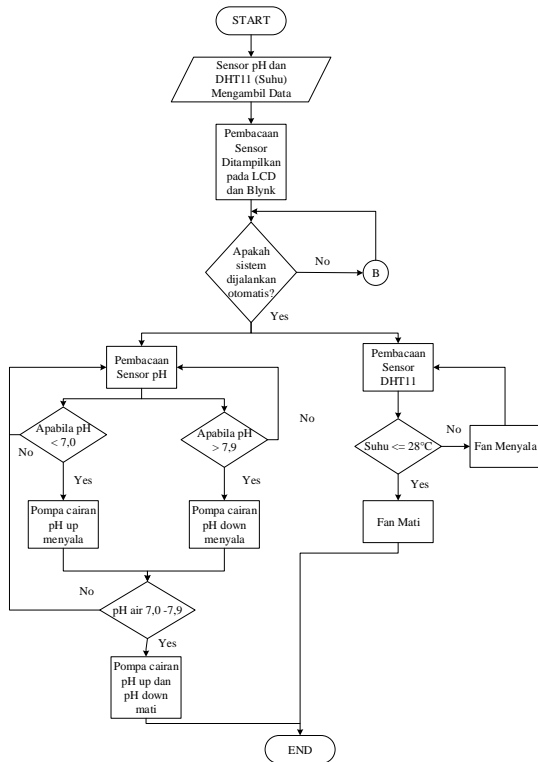 START
Sensor pH dan
DHT11 (Suhu)
Mengambil Data
Pembacaan
Sensor
Ditampilkan
pada LCD
dan Blynk
Apakah
sistem
dijalankan
otomatis?
No
B
Yes
Pembacaan
Sensor pH
Pembacaan
Sensor
DHT11
Apabila pH
< 7,0
No
Yes
Apabila pH
> 7,9
No
Yes
Suhu <= 28°C
No
Fan Menyala
Yes
Pompa cairan
pH up
menyala
Pompa cairan
pH down
menyala
Fan Mati
No
pH air 7,0 -7,9
Yes
Pompa cairan
pH up dan
pH down
mati
END